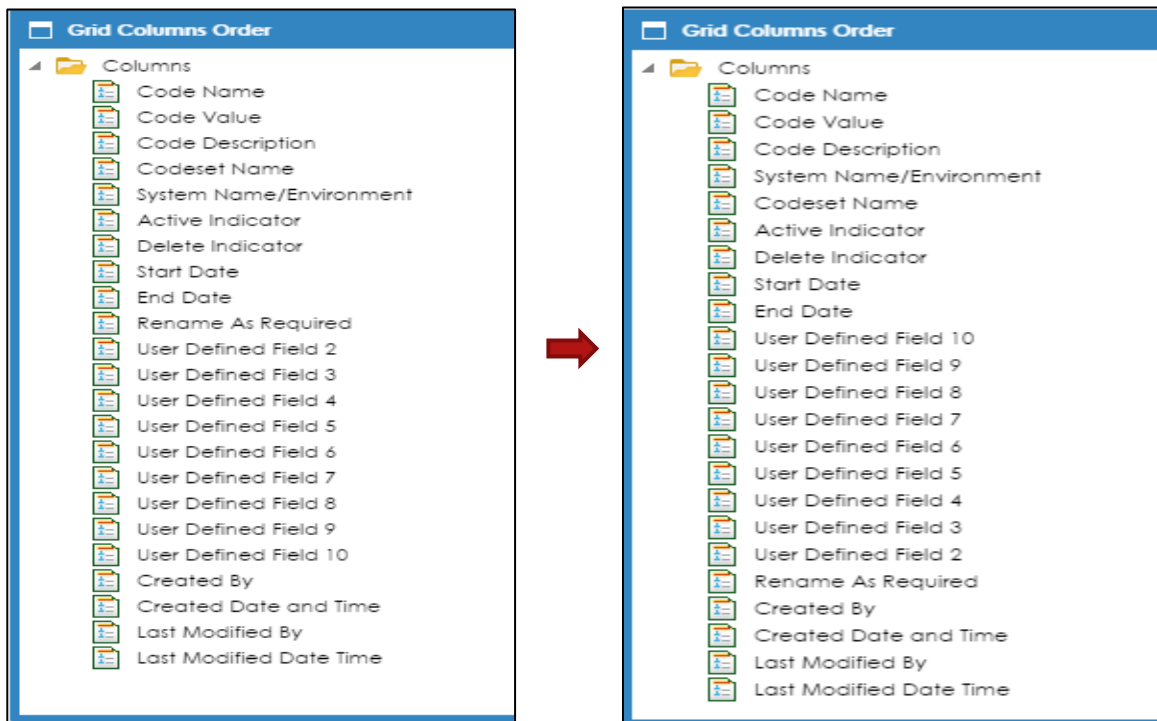 Grid Columns Order
Columns
Code Name
Code Value
Code Description
Codeset Name
System Name/Environment
Active Indicator
Delete Indicator
Start Date
End Date
Rename As Required
User Defined Field 2
User Defined Field 3
User Defined Field 4
User Defined Field 5
User Defined Field 6
User Defined Field 7
User Defined Field 8
User Defined Field 9
User Defined Field 10
Created By
Created Date and Time
Last Modified By
Last Modified Date Time
Grid Columns Order
Columns
Code Name
Code Value
Code Description
System Name/Environment
Codeset Name
Active Indicator
Delete Indicator
Start Date
End Date
User Defined Field 10
User Defined Field 9
User Defined Field 8
User Defined Field 7
User Defined Field 6
User Defined Field 5
User Defined Field 4
User Defined Field 3
User Defined Field 2
Rename As Required
Created By
Created Date and Time
Last Modified By
Last Modified Date Time